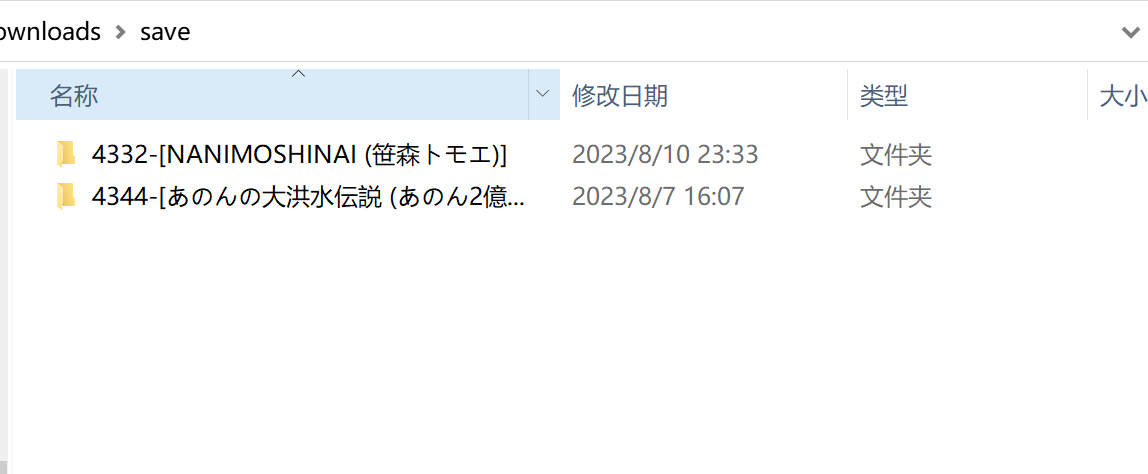 ownloads > save
名称 修改日期 类型 大小
4332-[NANIMOSHINAI (笹森トモエ)] 2023/8/10 23:33 文件夹
4344-[あのんの大洪水伝説 (あのん2億... 2023/8/7 16:07 文件夹